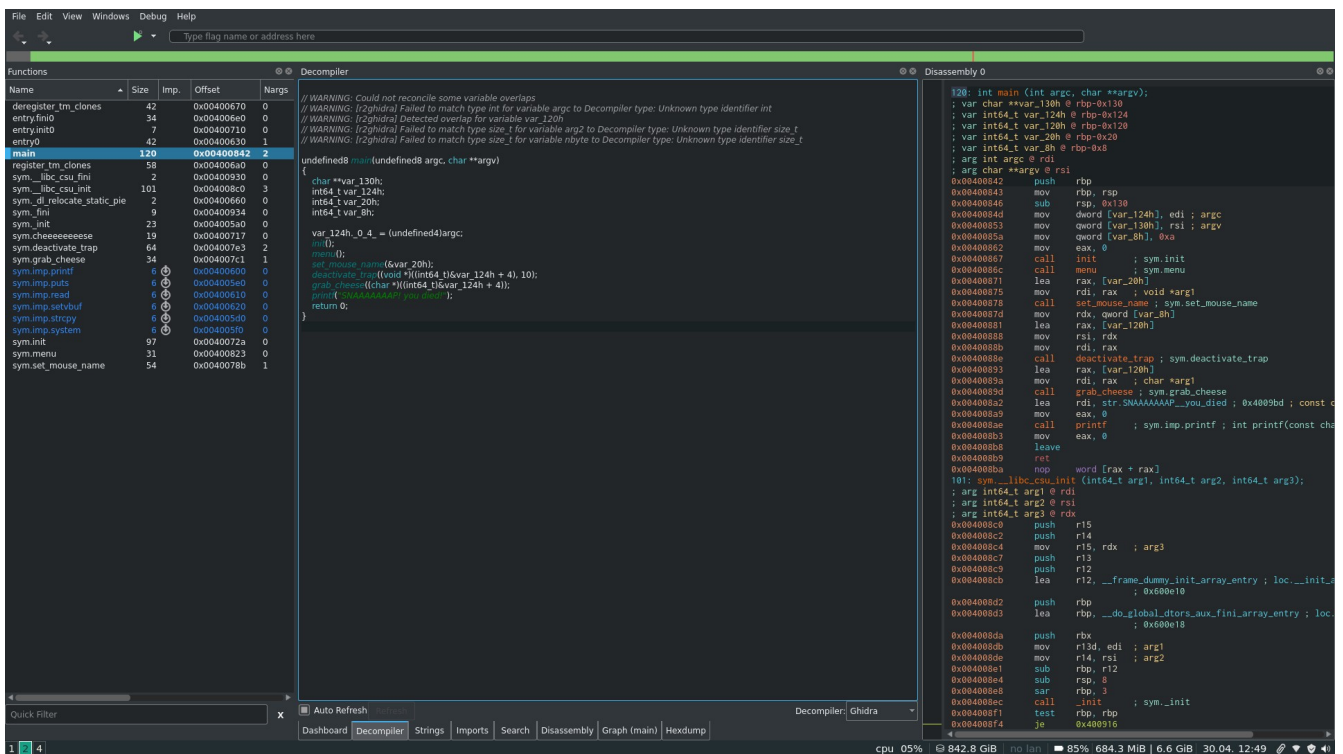 File Edit View Windows Debug Help
Type flag name or address here
Functions
Name Size Imp. Offset Nargs
deregister_tm_clones 42 0x00400670 0
entry.fini0 34 0x004006e0 0
entry.init0 7 0x00400710 0
entry0 42 0x00400630 1
main 120 0x00400842 2
register_tm_clones 58 0x004006a0 0
sym.__libc_csu_fini 2 0x00400930 0
sym.__libc_csu_init 101 0x004008c0 3
sym._dl_relocate_static_pie 2 0x00400660 0
sym._fini 9 0x00400934 0
sym._init 23 0x004005a0 0
sym.cheeeeeeeese 19 0x00400717 0
sym.deactivate_trap 64 0x004007e3 2
sym.grab_cheese 34 0x004007c1 1
sym.imp.printf 6 0x00400600 0
sym.imp.puts 6 0x004005e0 0
sym.imp.read 6 0x00400610 0
sym.imp.setvbuf 6 0x00400620 0
sym.imp.strcpy 6 0x004005d0 0
sym.imp.system 6 0x004005f0 0
sym.init 97 0x0040072a 0
sym.menu 31 0x00400823 0
sym.set_mouse_name 54 0x0040078b 1
Quick Filter X
Decompiler
// WARNING: Could not reconcile some variable overlaps
// WARNING: [r2ghidra] Failed to match type int for variable argc to Decompiler type: Unknown type identifier int
// WARNING: [r2ghidra] Detected overlap for variable var_120h
// WARNING: [r2ghidra] Failed to match type size_t for variable arg2 to Decompiler type: Unknown type identifier size_t
// WARNING: [r2ghidra] Failed to match type size_t for variable nbyte to Decompiler type: Unknown type identifier size_t
undefined8 main(undefined8 argc, char **argv)
{
char **var_130h;
int64_t var_124h;
int64_t var_20h;
int64_t var_8h;
var_124h._0_4_ = (undefined4)argc;
init();
menu();
set_mouse_name(&var_20h);
deactivate_trap((void *)((int64_t)&var_124h + 4), 10);
grab_cheese((char *)((int64_t)&var_124h + 4));
printf("SNAAAAAAAP! you died!");
return 0;
}
Auto Refresh Refresh
Decompiler: Ghidra
Dashboard Decompiler Strings Imports Search Disassembly Graph (main) Hexdump
Disassembly 0
120: int main (int argc, char **argv);
; var char **var_130h @ rbp-0x130
; var int64_t var_124h @ rbp-0x124
; var int64_t var_120h @ rbp-0x120
; var int64_t var_20h @ rbp-0x20
; var int64_t var_8h @ rbp-0x8
; arg int argc @ rdi
; arg char **argv @ rsi
0x00400842 push rbp
0x00400843 mov rbp, rsp
0x00400846 sub rsp, 0x130
0x0040084d mov dword [var_124h], edi ; argc
0x00400853 mov qword [var_130h], rsi ; argv
0x0040085a mov qword [var_8h], 0xa
0x00400862 mov eax, 0
0x00400867 call init ; sym.init
0x0040086c call menu ; sym.menu
0x00400871 lea rax, [var_20h]
0x00400875 mov rdi, rax ; void *arg1
0x00400878 call set_mouse_name ; sym.set_mouse_name
0x0040087d mov rdx, qword [var_8h]
0x00400881 lea rax, [var_120h]
0x00400888 mov rsi, rdx
0x0040088b mov rdi, rax
0x0040088e call deactivate_trap ; sym.deactivate_trap
0x00400893 lea rax, [var_120h]
0x0040089a mov rdi, rax ; char *arg1
0x0040089d call grab_cheese ; sym.grab_cheese
0x004008a2 lea rdi, str.SNAAAAAAAP__you_died ; 0x4009bd ; const c
0x004008a9 mov eax, 0
0x004008ae call printf ; sym.imp.printf ; int printf(const cha
0x004008b3 mov eax, 0
0x004008b8 leave
0x004008b9 ret
0x004008ba nop word [rax + rax]
101: sym.__libc_csu_init (int64_t arg1, int64_t arg2, int64_t arg3);
; arg int64_t arg1 @ rdi
; arg int64_t arg2 @ rsi
; arg int64_t arg3 @ rdx
0x004008c0 push r15
0x004008c2 push r14
0x004008c4 mov r15, rdx ; arg3
0x004008c7 push r13
0x004008c9 push r12
0x004008cb lea r12, __frame_dummy_init_array_entry ; loc.__init_a
; 0x600e10
0x004008d2 push rbp
0x004008d3 lea rbp, __do_global_dtors_aux_fini_array_entry ; loc.
; 0x600e18
0x004008da push rbx
0x004008db mov r13d, edi ; arg1
0x004008de mov r14, rsi ; arg2
0x004008e1 sub rbp, r12
0x004008e4 sub rsp, 8
0x004008e8 sar rbp, 3
0x004008ec call _init ; sym._init
0x004008f1 test rbp, rbp
0x004008f4 je 0x400916
1 2 4
cpu 05% 842.8 GiB no lan 85% 684.3 MiB | 6.6 GiB 30.04. 12:49